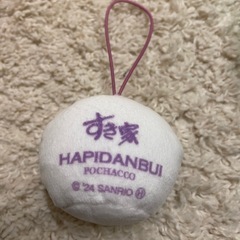 すき家
HAPIDANBUI
POCHACCO
© '24 SANRIO Ⓗ